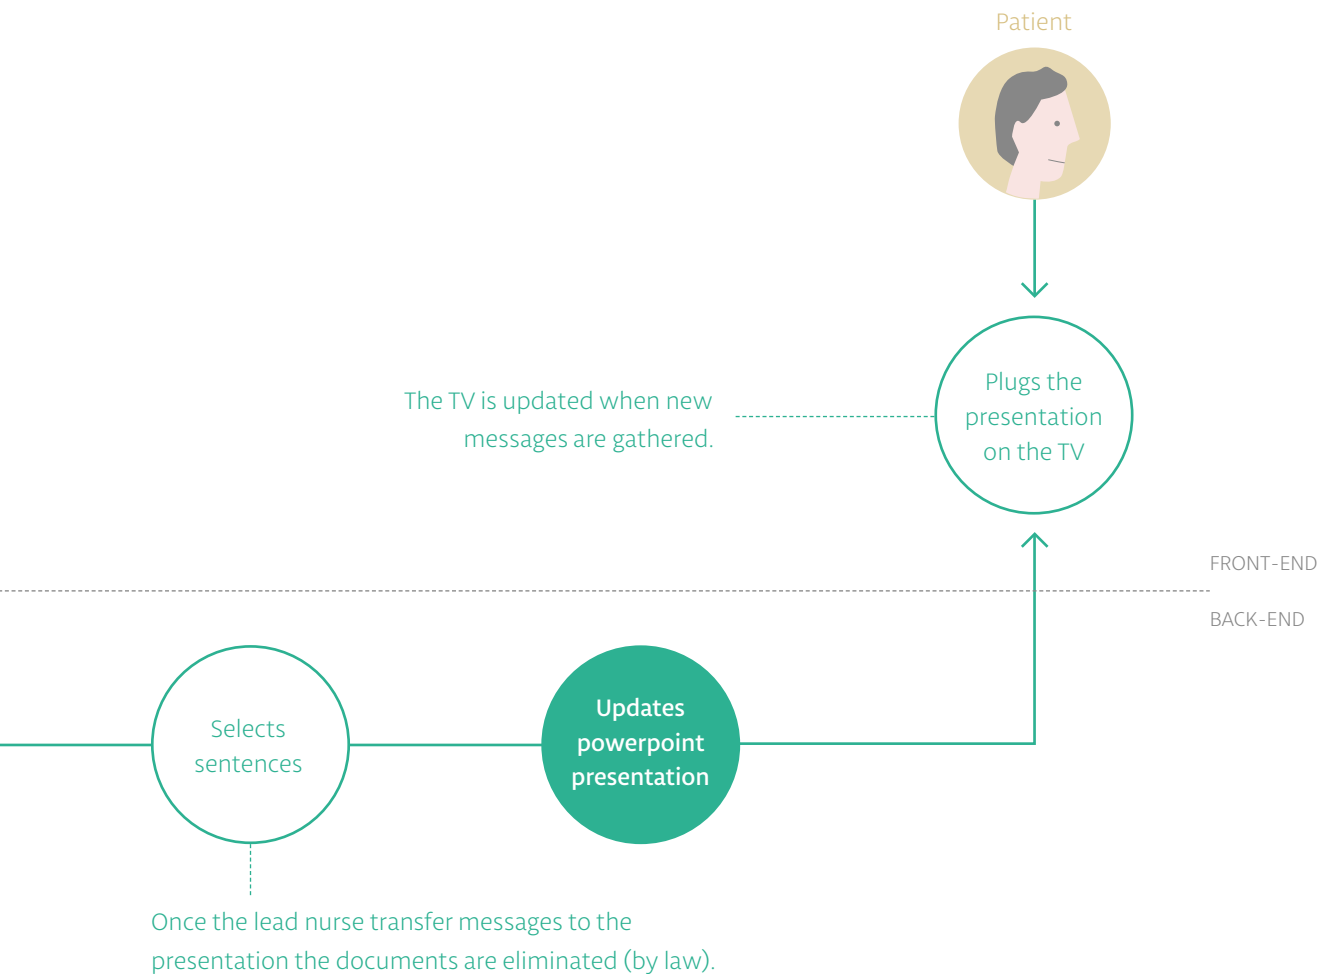 Patient
Plugs the
presentation
on the TV
The TV is updated when new
messages are gathered.
FRONT-END
BACK-END
Selects
sentences
Updates
powerpoint
presentation
Once the lead nurse transfer messages to the
presentation the documents are eliminated (by law).